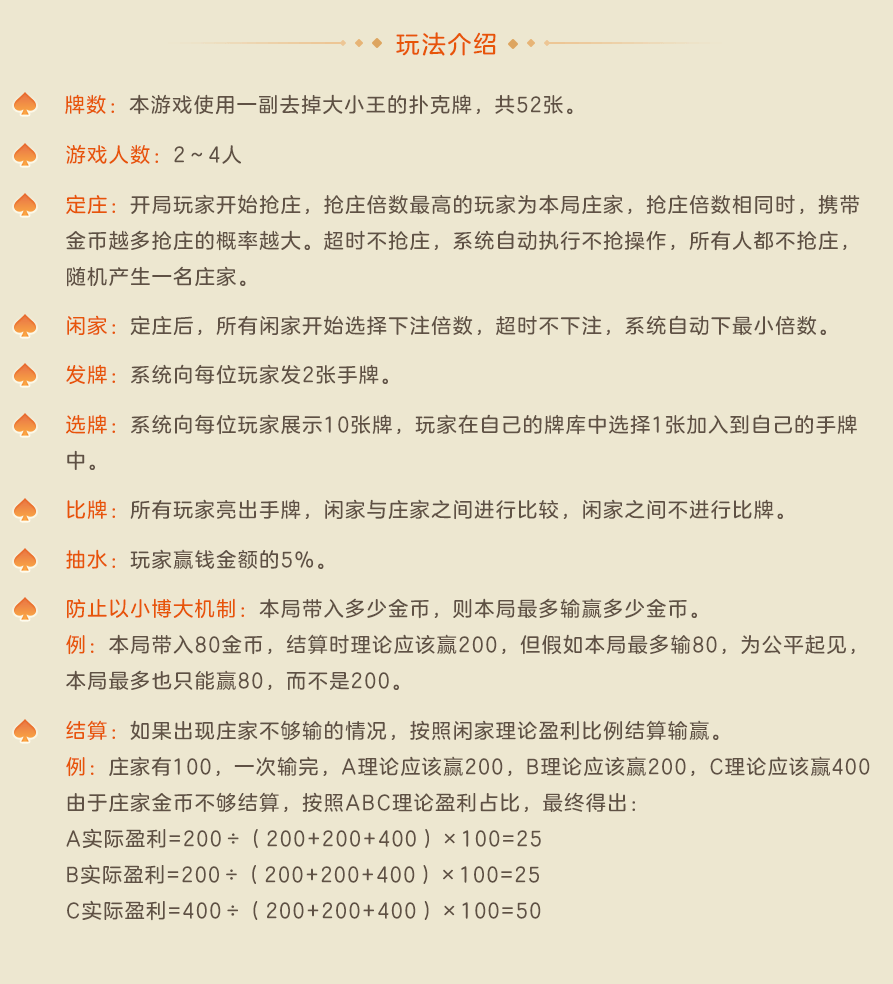 玩法介绍
牌数：本游戏使用一副去掉大小王的扑克牌，共52张。
游戏人数：2～4人
定庄：开局玩家开始抢庄，抢庄倍数最高的玩家为本局庄家，抢庄倍数相同时，携带
金币越多抢庄的概率越大。超时不抢庄，系统自动执行不抢操作，所有人都不抢庄，
随机产生一名庄家。
闲家：定庄后，所有闲家开始选择下注倍数，超时不下注，系统自动下最小倍数。
发牌：系统向每位玩家发2张手牌。
选牌：系统向每位玩家展示10张牌，玩家在自己的牌库中选择1张加入到自己的手牌
中。
比牌：所有玩家亮出手牌，闲家与庄家之间进行比较，闲家之间不进行比牌。
抽水：玩家赢钱金额的5%。
防止以小博大机制：本局带入多少金币，则本局最多输赢多少金币。
例：本局带入80金币，结算时理论应该赢200，但假如本局最多输80，为公平起见，
本局最多也只能赢80，而不是200。
结算：如果出现庄家不够输的情况，按照闲家理论盈利比例结算输赢。
例：庄家有100，一次输完，A理论应该赢200，B理论应该赢200，C理论应该赢400
由于庄家金币不够结算，按照ABC理论盈利占比，最终得出：
A实际盈利=200÷（200+200+400）×100=25
B实际盈利=200÷（200+200+400）×100=25
C实际盈利=400÷（200+200+400）×100=50